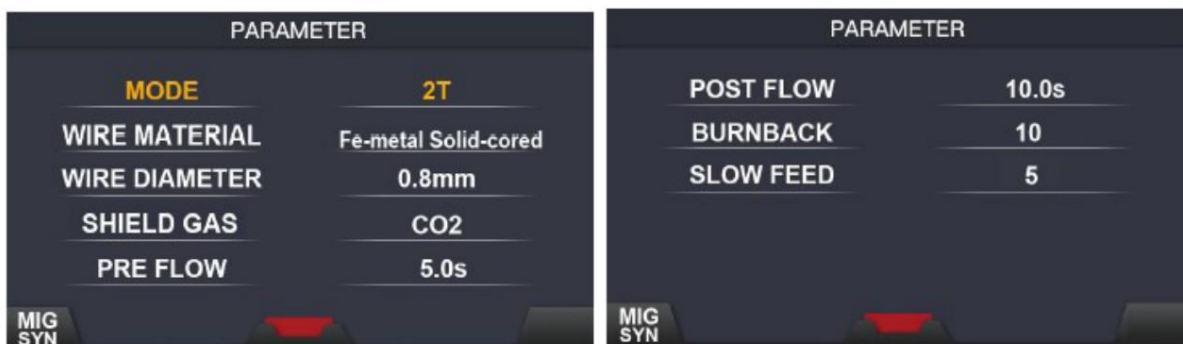 PARAMETER
MODE 2T
WIRE MATERIAL Fe-metal Solid-cored
WIRE DIAMETER 0.8mm
SHIELD GAS CO2
PRE FLOW 5.0s
MIG
SYN
PARAMETER
POST FLOW 10.0s
BURNBACK 10
SLOW FEED 5
MIG
SYN